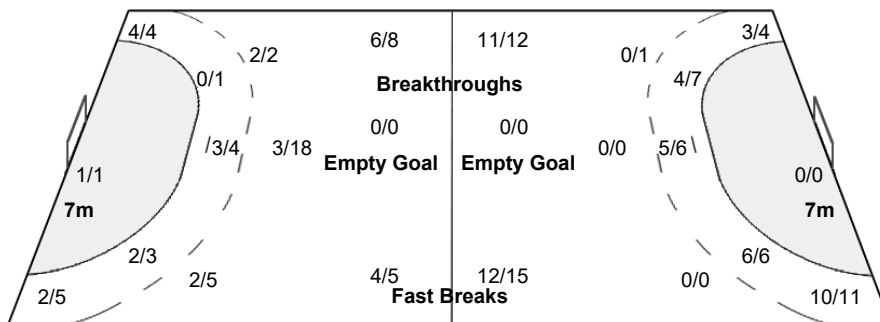 4/4 2/2 6/8 11/12 0/1 3/4
0/1 4/7
Breakthroughs
0/0 0/0
3/4 3/18 0/0 5/6
Empty Goal Empty Goal
1/1 0/0
7m 7m
2/3 6/6
2/5 4/5 12/15 0/0
2/5 Fast Breaks 10/11